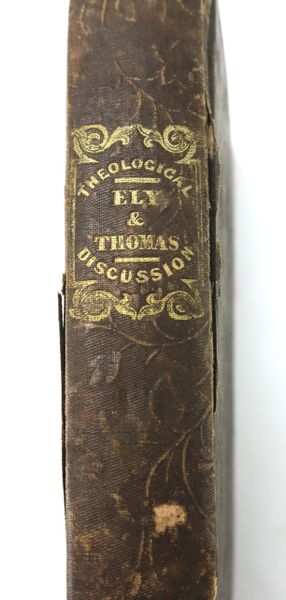 THEOLOGICAL
ELY
&
THOMAS
DISCUSSION